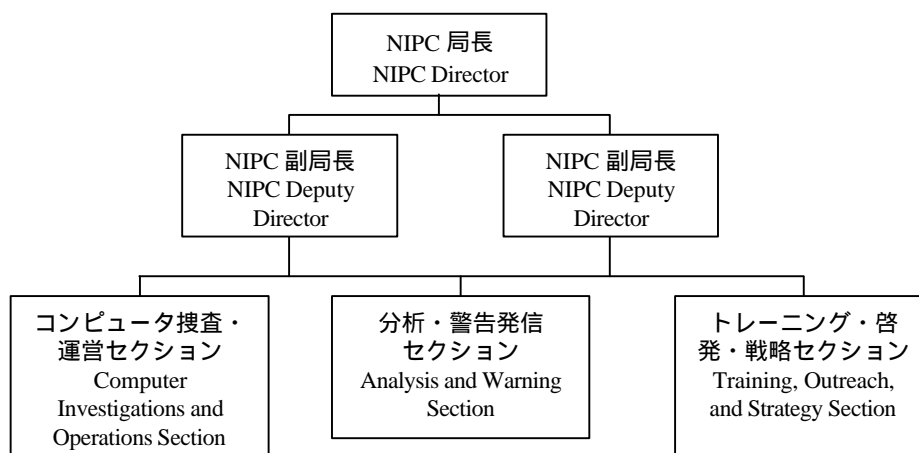 NIPC 局長
NIPC Director
NIPC 副局長
NIPC Deputy
Director
NIPC 副局長
NIPC Deputy
Director
コンピュータ捜査・
運営セクション
Computer
Investigations and
Operations Section
分析・警告発信
セクション
Analysis and Warning
Section
トレーニング・啓
発・戦略セクション
Training, Outreach,
and Strategy Section